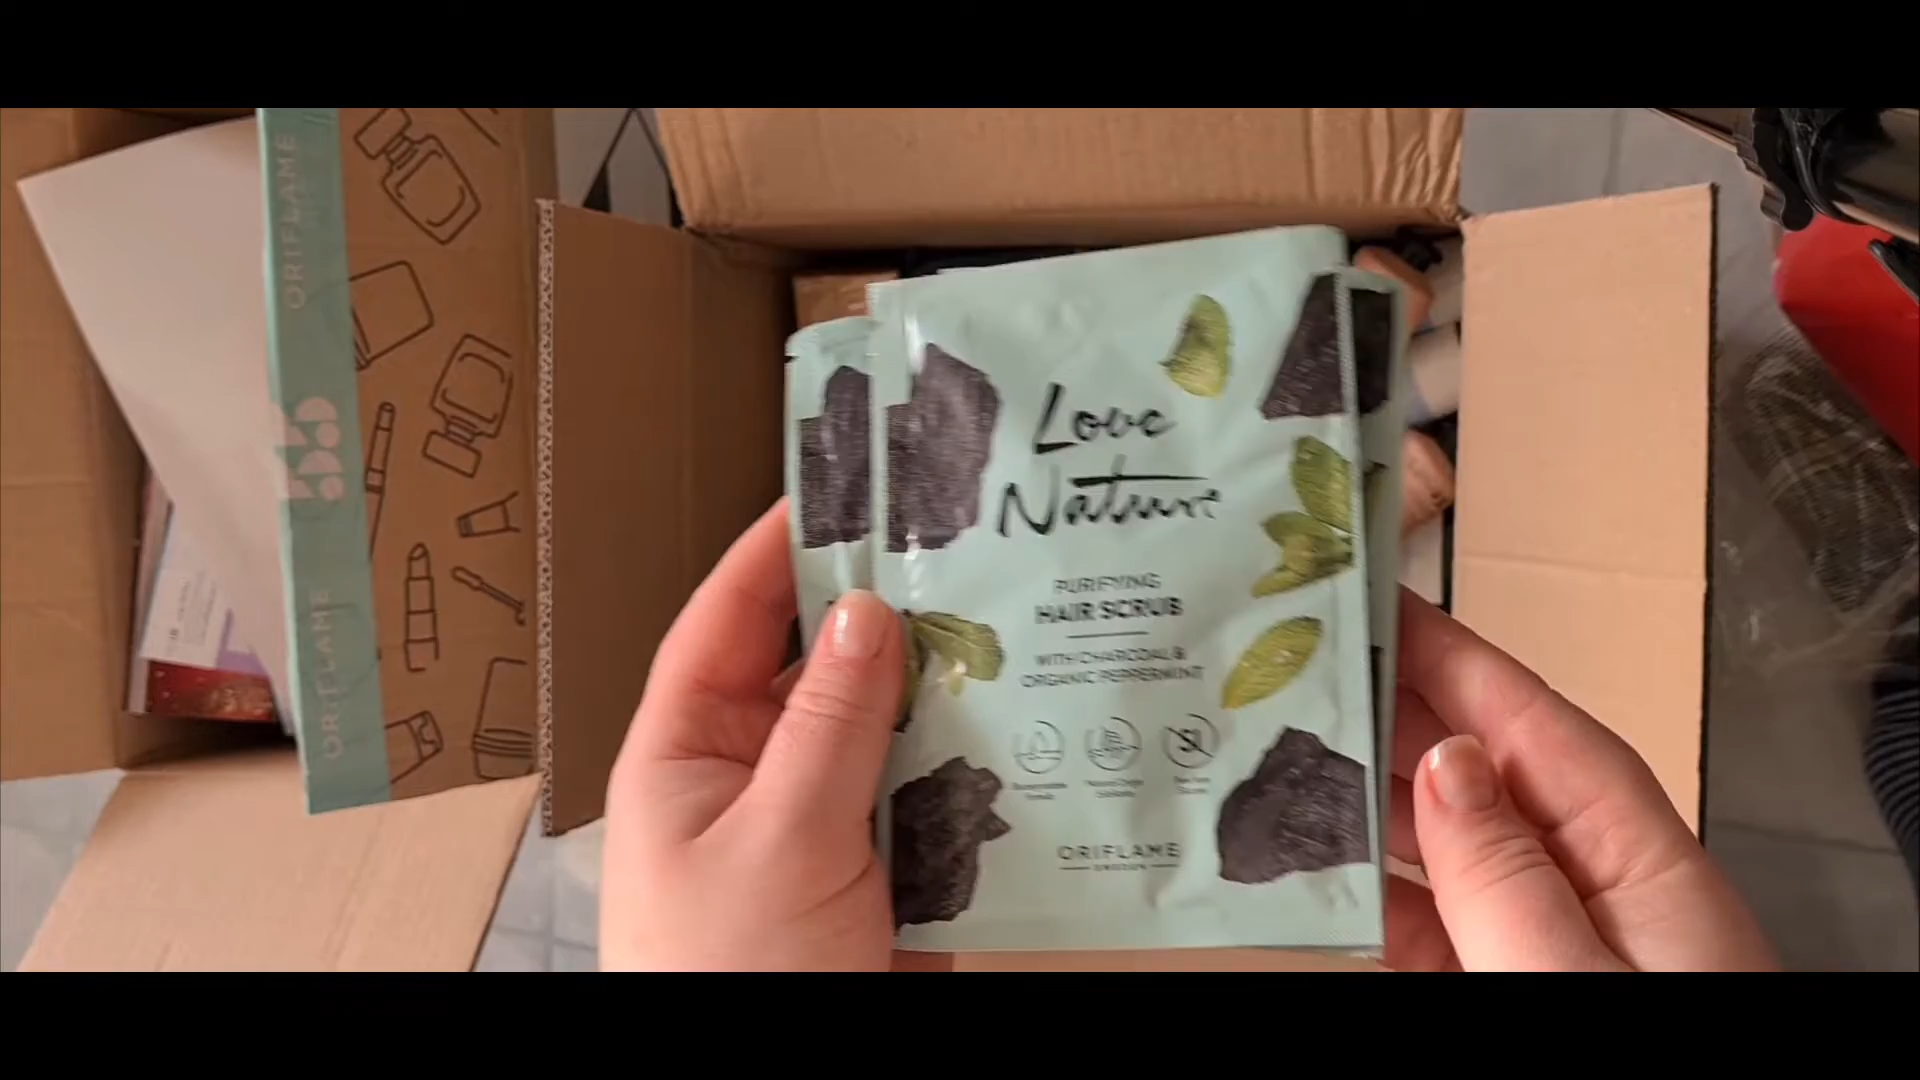 ORIFLAME
ORIFLAME
Love
Nature
PURIFYING
HAIR SCRUB
WITH CHARCOAL &
ORGANIC PEPPERMINT
ORIFLAME
SWEDEN